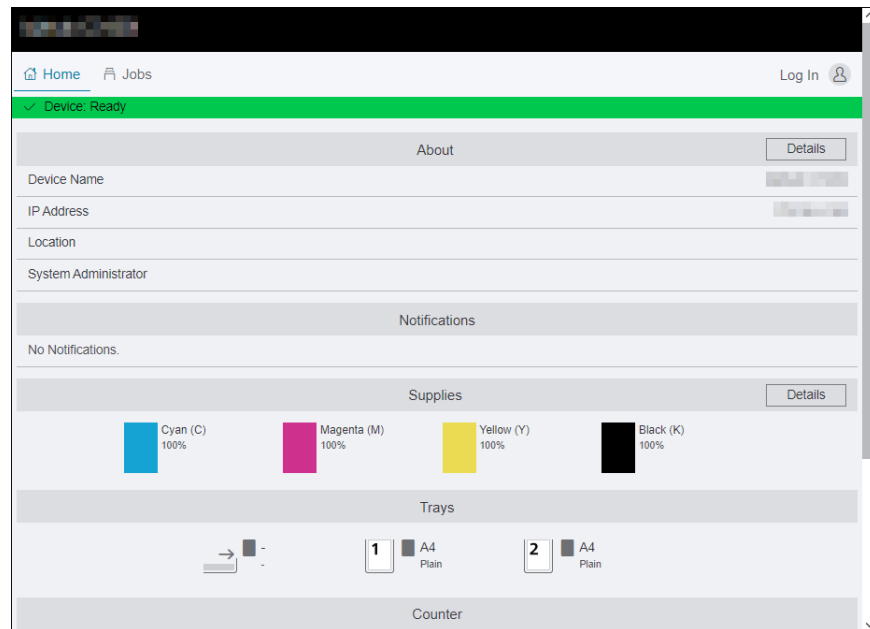 Home Jobs Log In
Device: Ready
About Details
Device Name
IP Address
Location
System Administrator
Notifications
No Notifications.
Supplies Details
Cyan (C) Magenta (M) Yellow (Y) Black (K)
100% 100% 100% 100%
Trays
- 1 A4 2 A4
- Plain Plain
Counter